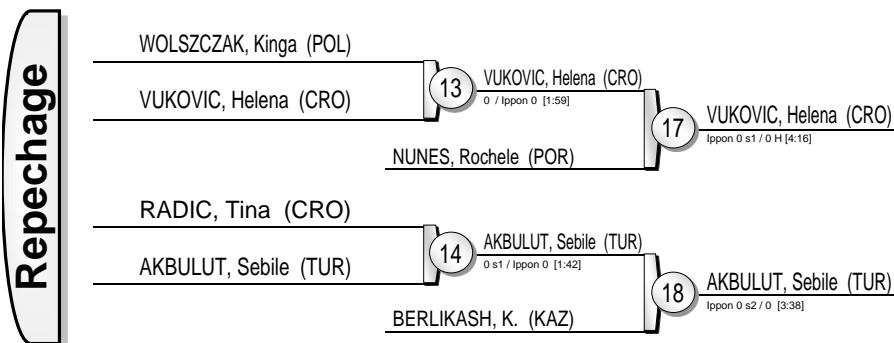 Repechage
WOLSZCZAK, Kinga (POL)
VUKOVIC, Helena (CRO)
13
VUKOVIC, Helena (CRO)
0 / Ippon 0 [1:59]
NUNES, Rochele (POR)
17
VUKOVIC, Helena (CRO)
Ippon 0 s1 / 0 H [4:16]
RADIC, Tina (CRO)
AKBULUT, Sebile (TUR)
14
AKBULUT, Sebile (TUR)
0 s1 / Ippon 0 [1:42]
BERLIKASH, K. (KAZ)
18
AKBULUT, Sebile (TUR)
Ippon 0 s2 / 0 [3:38]